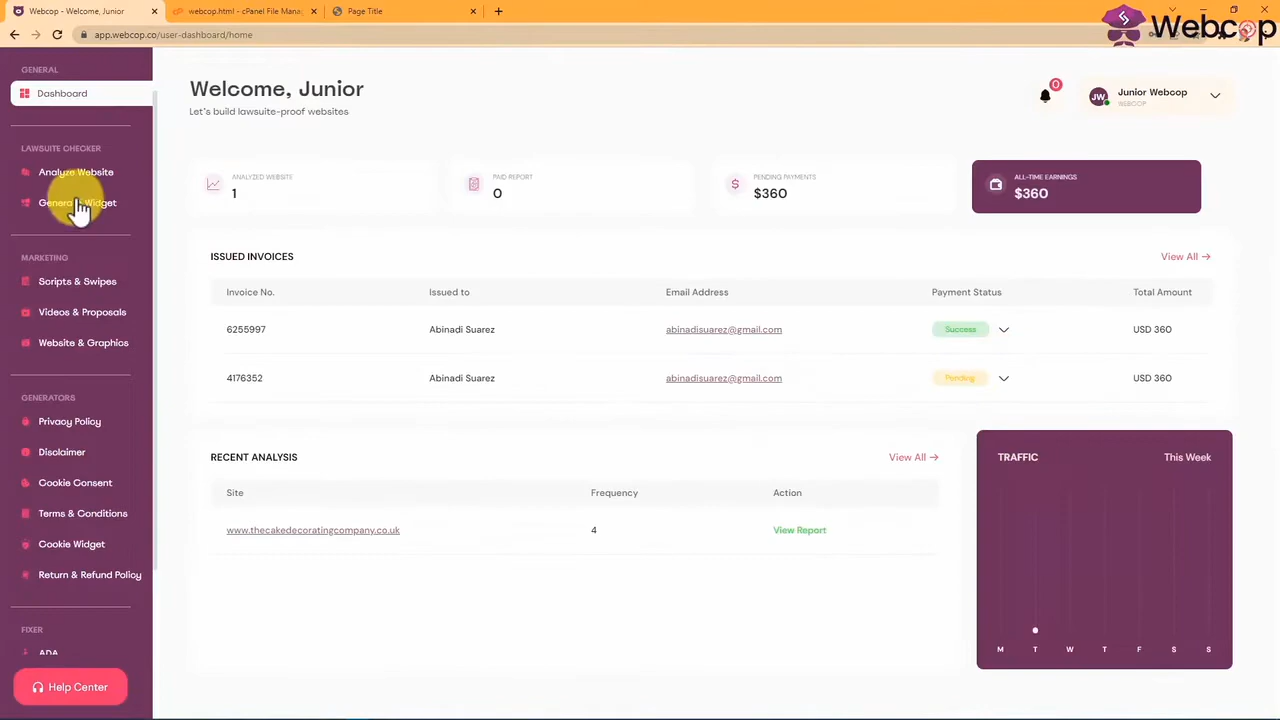 Webcop - Welcome, Junior
webcop.html - cPanel File Mana
Page Title
app.webcop.co/user-dashboard/home
Webcop
GENERAL
Dashboard
LAWSUITE CHECKER
Analyze Website
Widget
MARKETING
Scripts & Swipes
Videos & Proposals
Website & Graphics
GENERATORS
Privacy Policy
Disclaimer
Cookie Consent
Terms & Conditions
Cookie Widget
Return & Refund Policy
FIXER
ADA
Help Center
Welcome, Junior
Let's build lawsuite-proof websites
0
JW
Junior Webcop
WEBCOP
ANALYZED WEBSITE
1
PAID REPORT
0
PENDING PAYMENTS
$360
ALL-TIME EARNINGS
$360
ISSUED INVOICES
View All
Invoice No. Issued to Email Address Payment Status Total Amount
6255997 Abinadi Suarez abinadisuarez@gmail.com Success USD 360
4176352 Abinadi Suarez abinadisuarez@gmail.com Pending USD 360
RECENT ANALYSIS
View All
Site Frequency Action
www.thecakedecoratingcompany.co.uk 4 View Report
TRAFFIC This Week
M T W T F S S